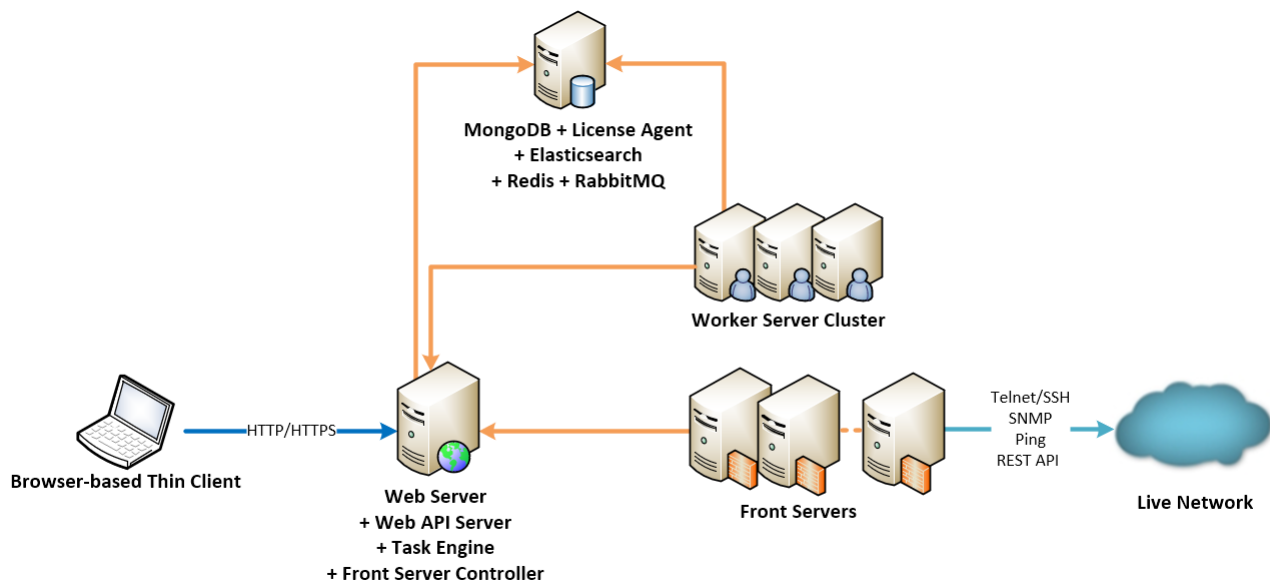 MongoDB + License Agent
+ Elasticsearch
+ Redis + RabbitMQ
Worker Server Cluster
HTTP/HTTPS
Telnet/SSH
SNMP
Ping
REST API
Browser-based Thin Client
Web Server
+ Web API Server
+ Task Engine
+ Front Server Controller
Front Servers
Live Network